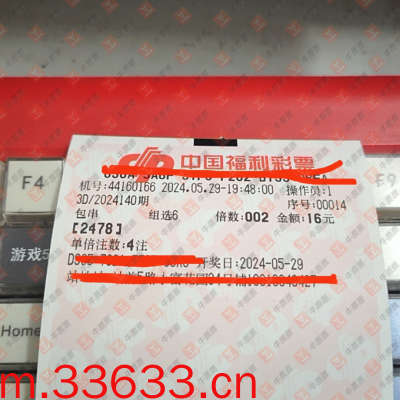 中国福利彩票
机号:44160166 2024.05.29-19:48:00 操作员:1
3D/2024140期 序号:00014
包串 组选6 倍数:002 金额:16元
[2478]
单倍注数:4注
开奖日:2024-05-29
F4
F9
游戏5
Home
m.33633.cn